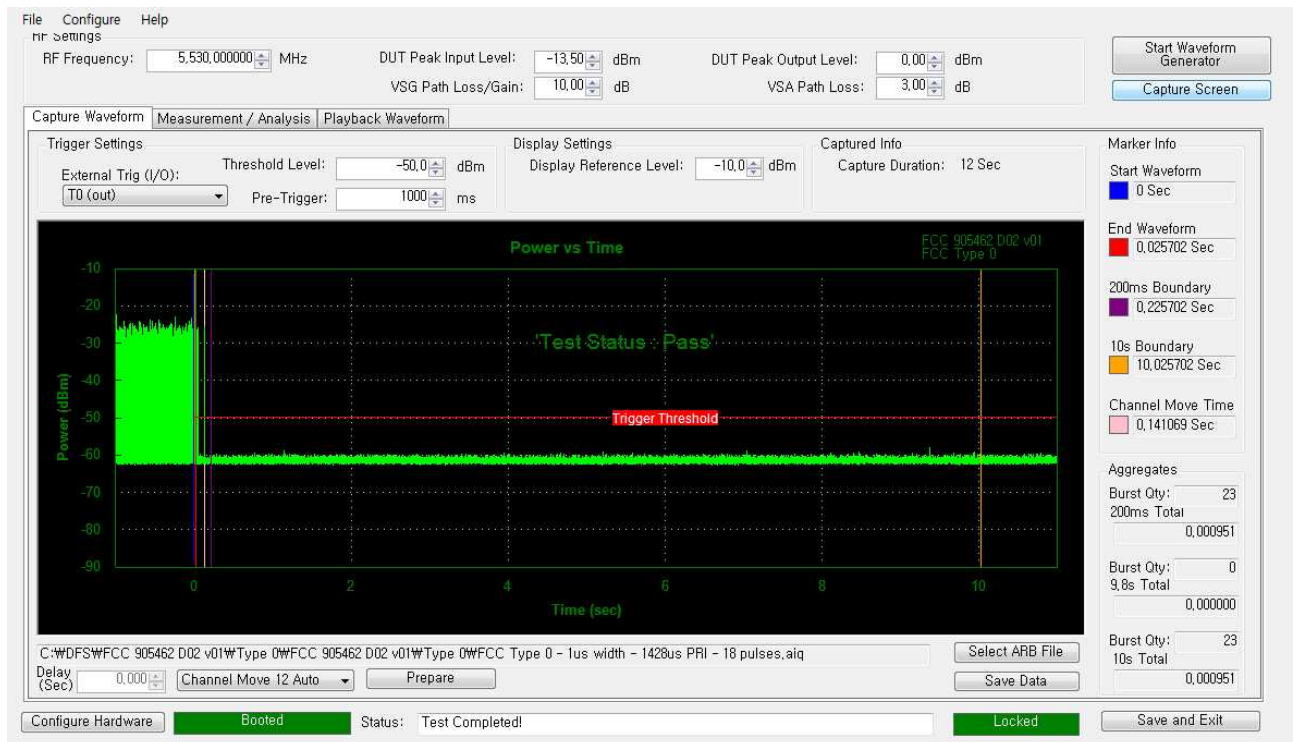 File Configure Help
RF Settings
RF Frequency: 5,530,000000 MHz DUT Peak Input Level: -13,50 dBm DUT Peak Output Level: 0,00 dBm
VSG Path Loss/Gain: 10,00 dB VSA Path Loss: 3,00 dB
Start Waveform
Generator
Capture Screen
Capture Waveform Measurement / Analysis Playback Waveform
Trigger Settings
External Trig (I/O):
T0 (out)
Threshold Level: -50,0 dBm
Pre-Trigger: 1000 ms
Display Settings
Display Reference Level: -10,0 dBm
Captured Info
Capture Duration: 12 Sec
Power vs Time
FCC 905462 D02 v01
FCC Type 0
'Test Status : Pass'
Trigger Threshold
Power (dBm)
-10
-20
-30
-40
-50
-60
-70
-80
-90
0 2 4 6 8 10
Time (sec)
Marker Info
Start Waveform
0 Sec
End Waveform
0,025702 Sec
200ms Boundary
0,225702 Sec
10s Boundary
10,025702 Sec
Channel Move Time
0,141069 Sec
Aggregates
Burst Qty: 23
200ms Total
0,000951
Burst Qty: 0
9,8s Total
0,000000
Burst Qty: 23
10s Total
0,000951
C:₩DFS₩FCC 905462 D02 v01₩Type 0₩FCC 905462 D02 v01₩Type 0₩FCC Type 0 - 1us width - 1428us PRI - 18 pulses,aiq
Select ARB File
Delay
(Sec) 0,000 Channel Move 12 Auto Prepare
Save Data
Configure Hardware Booted Status: Test Completed! Locked Save and Exit